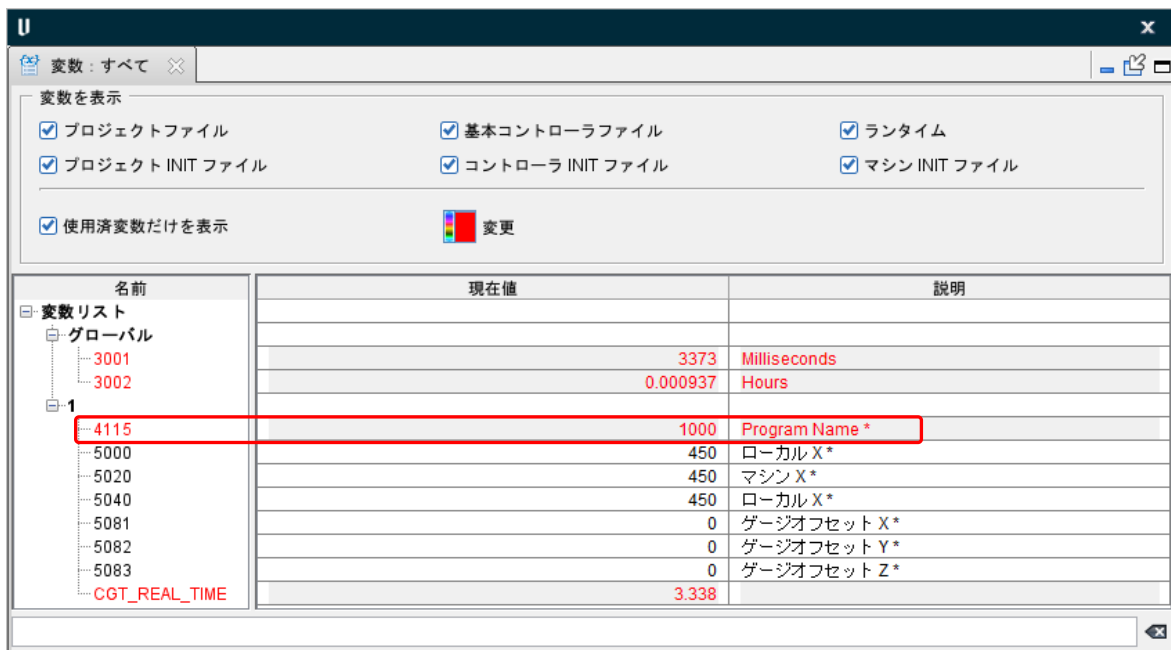 変数 : すべて
変数を表示
プロジェクトファイル 基本コントローラファイル ランタイム
プロジェクト INIT ファイル コントローラ INIT ファイル マシン INIT ファイル
使用済変数だけを表示 変更
名前 現在値 説明
変数リスト
グローバル
3001 3373 Milliseconds
3002 0.000937 Hours
1
4115 1000 Program Name *
5000 450 ローカル X *
5020 450 マシン X *
5040 450 ローカル X *
5081 0 ゲージオフセット X *
5082 0 ゲージオフセット Y *
5083 0 ゲージオフセット Z *
CGT_REAL_TIME 3.338